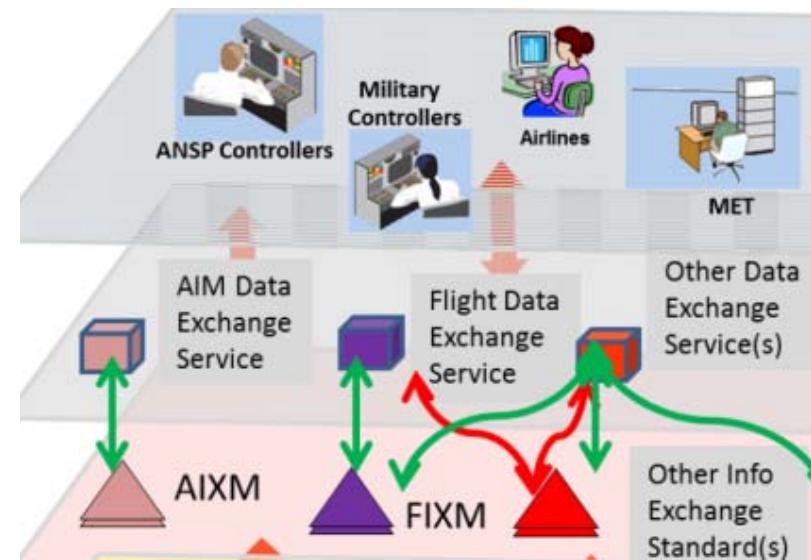 ANSP Controllers
Military
Controllers
Airlines
MET
AIM Data
Exchange
Service
Flight Data
Exchange
Service
Other Data
Exchange
Service(s)
AIXM
FIXM
Other Info
Exchange
Standard(s)